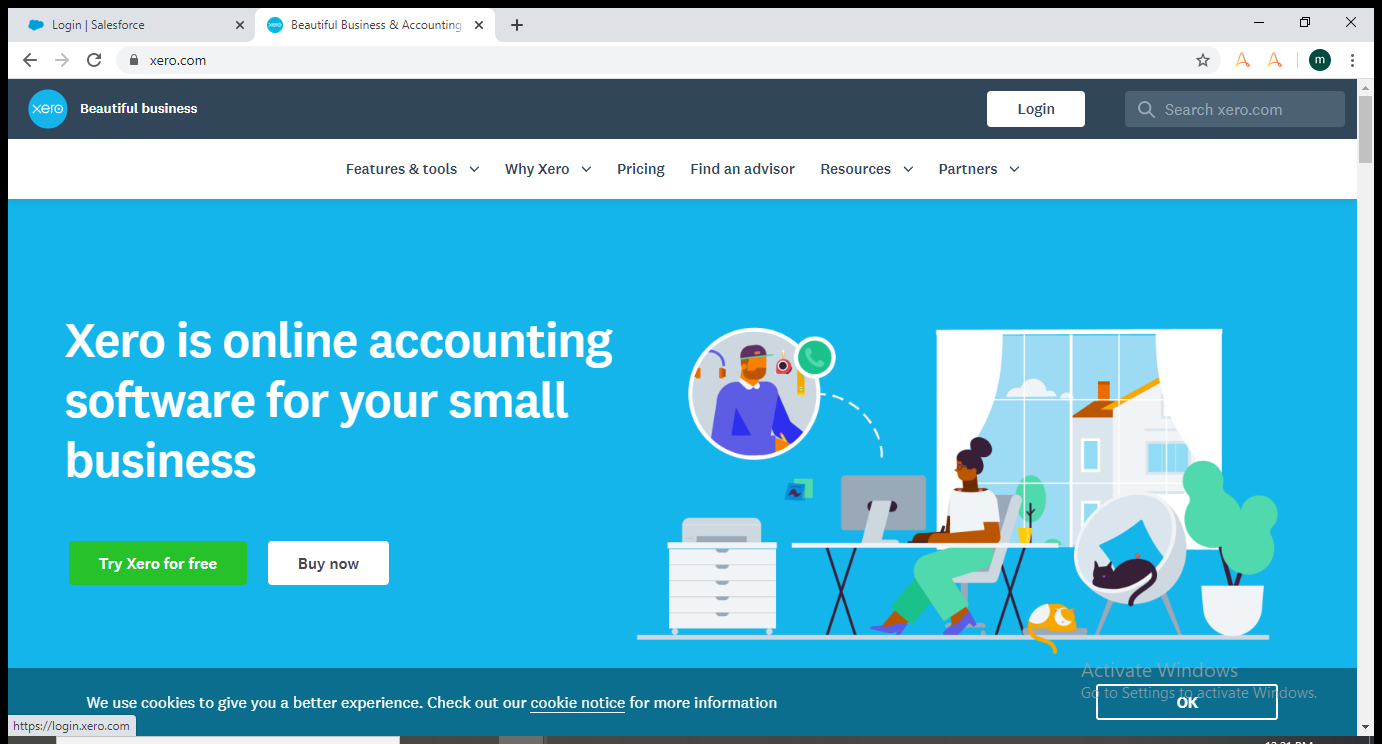 Login | Salesforce
Beautiful Business & Accounting
xero.com
m
xero
Beautiful business
Login
Search xero.com
Features & tools
Why Xero
Pricing
Find an advisor
Resources
Partners
Xero is online accounting
software for your small
business
Try Xero for free
Buy now
Activate Windows
Go to Settings to activate Windows.
We use cookies to give you a better experience. Check out our cookie notice for more information
OK
https://login.xero.com